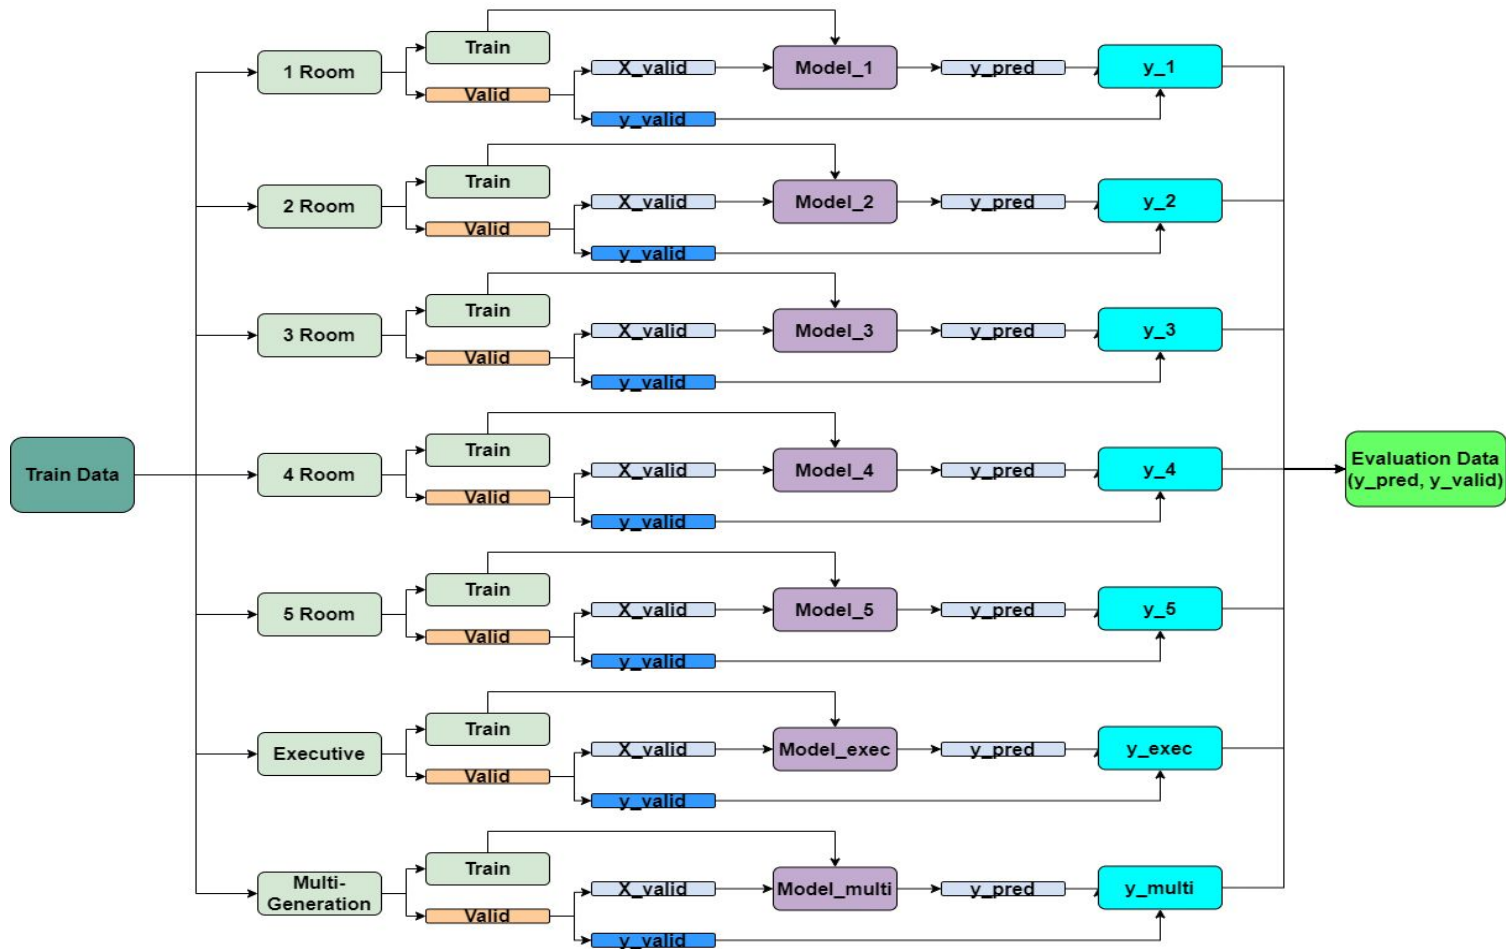 Train
1 Room
X_valid
Model_1
y_pred
y_1
Valid
y_valid
Train
2 Room
X_valid
Model_2
y_pred
y_2
Valid
y_valid
Train
3 Room
X_valid
Model_3
y_pred
y_3
Valid
y_valid
Train
Train Data
4 Room
X_valid
Model_4
y_pred
y_4
Evaluation Data
(y_pred, y_valid)
Valid
y_valid
Train
5 Room
X_valid
Model_5
y_pred
y_5
Valid
y_valid
Train
Executive
X_valid
Model_exec
y_pred
y_exec
Valid
y_valid
Train
Multi-
Generation
X_valid
Model_multi
y_pred
y_multi
Valid
y_valid